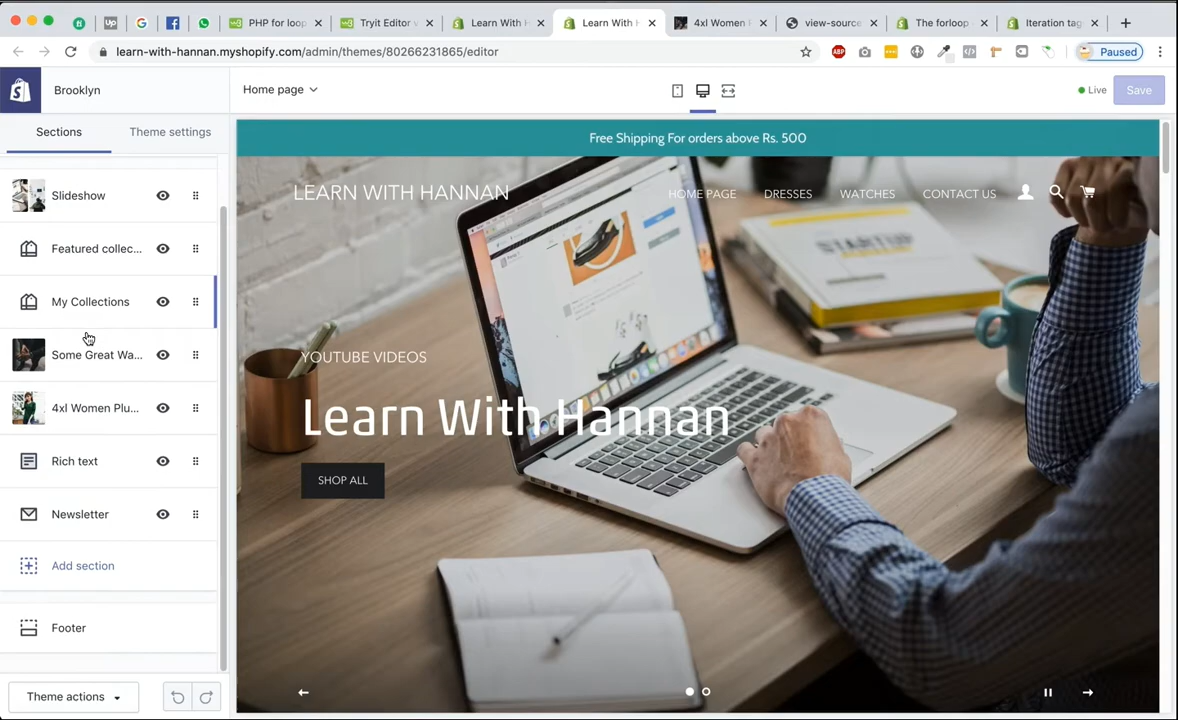 PHP for loop
Tryit Editor v
Learn With H
Learn With H
4xl Women P
view-source
The forloop
Iteration tag
learn-with-hannan.myshopify.com/admin/themes/80266231865/editor
ABP
Paused
Brooklyn
Home page
Live
Save
Sections
Theme settings
Slideshow
Featured collec...
My Collections
Some Great Wa...
4xl Women Plu...
Rich text
Newsletter
Add section
Footer
Theme actions
Free Shipping For orders above Rs. 500
LEARN WITH HANNAN
HOME PAGE
DRESSES
WATCHES
CONTACT US
STARTUP
YOUTUBE VIDEOS
Learn With Hannan
SHOP ALL